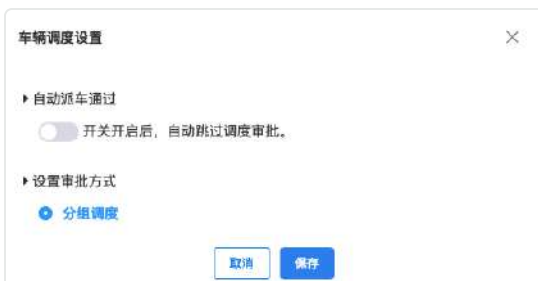 车辆调度设置
自动派车通过
开关开启后，自动跳过调度审批。
设置审批方式
分组调度
取消
保存